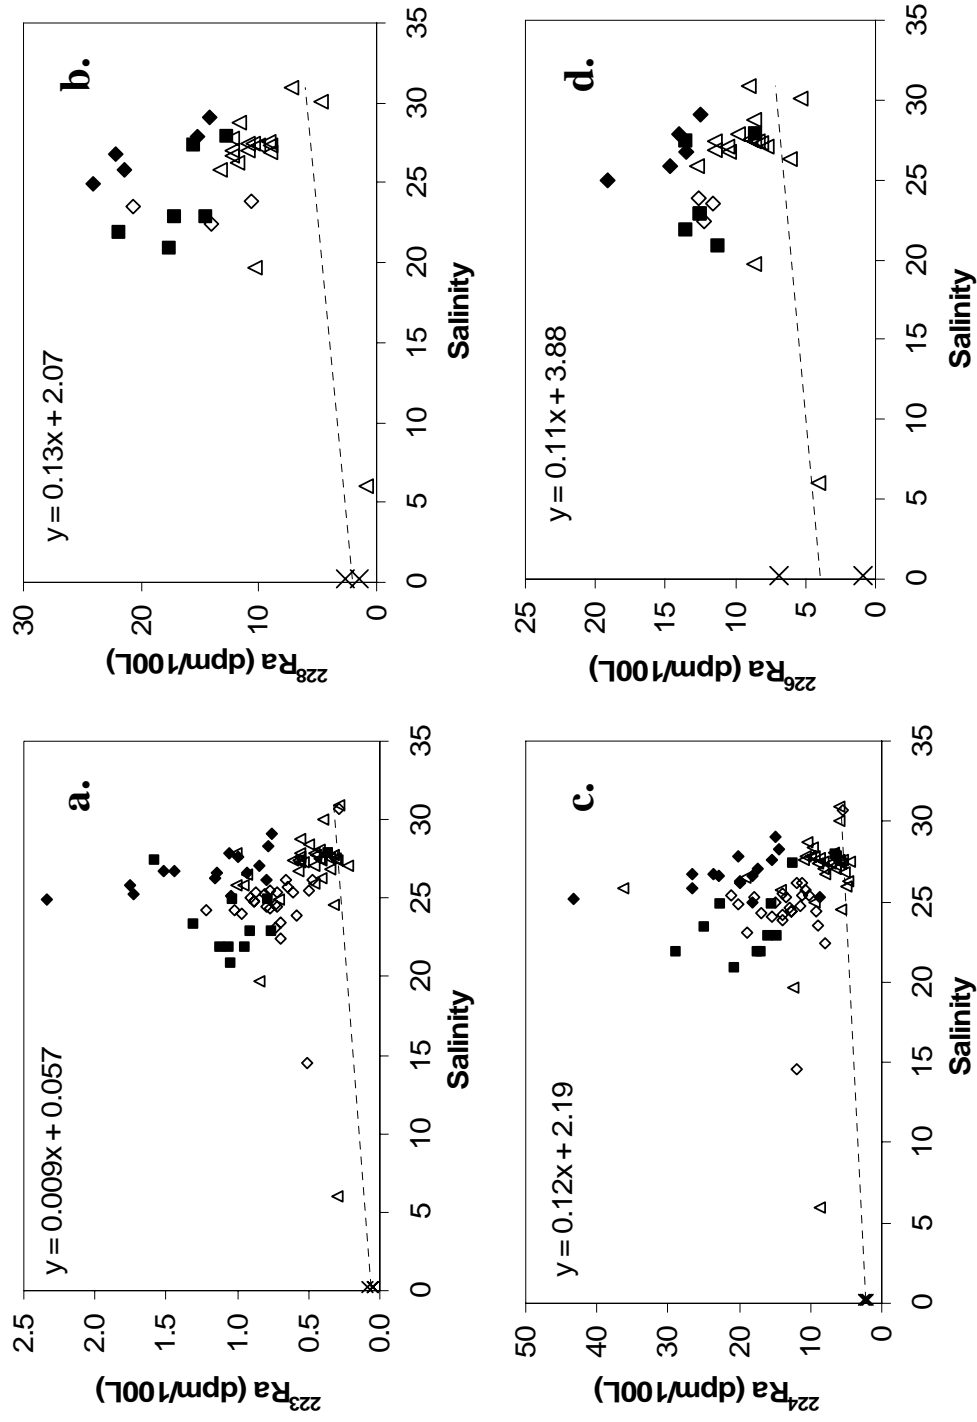 a.
y = 0.009x + 0.057
²²³Ra (dpm/100L)
2.5
2.0
1.5
1.0
0.5
0.0
0 5 10 15 20 25 30 35
Salinity
b.
y = 0.13x + 2.07
²²⁸Ra (dpm/100L)
30
20
10
0
0 5 10 15 20 25 30 35
Salinity
c.
y = 0.12x + 2.19
²²⁴Ra (dpm/100L)
50
40
30
20
10
0
0 5 10 15 20 25 30 35
Salinity
d.
y = 0.11x + 3.88
²²⁶Ra (dpm/100L)
25
20
15
10
5
0
0 5 10 15 20 25 30 35
Salinity